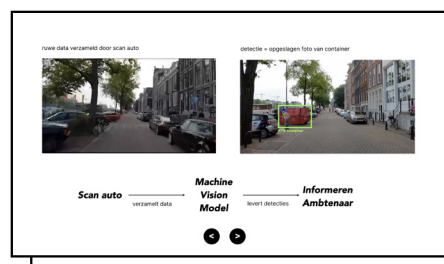 ruwe data verzameld door scan auto
detectie = opgeslagen foto van container
Scan auto
verzamelt data
Machine
Vision
Model
levert detecties
Informeren
Ambtenaar
< >